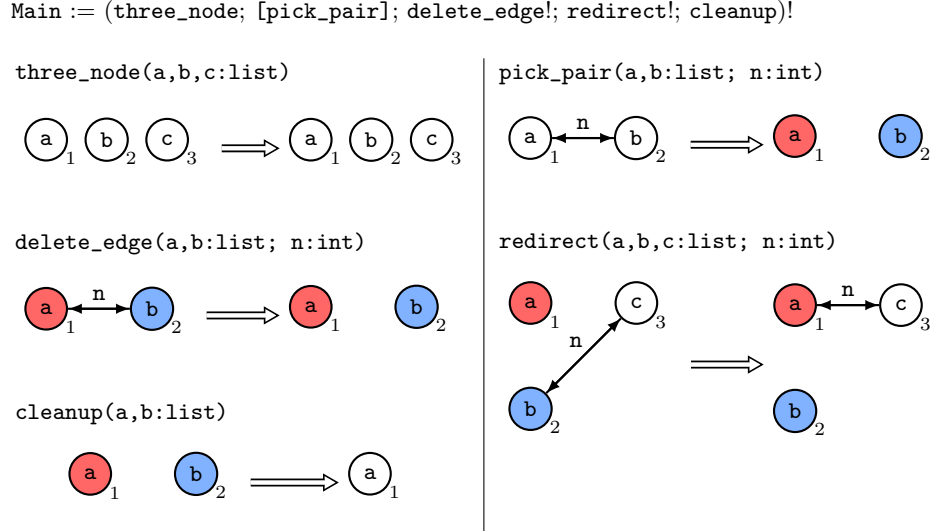 Main := (three_node; [pick_pair]; delete_edge!; redirect!; cleanup)!
three_node(a,b,c:list)
a 1 b 2 c 3 a 1 b 2 c 3
delete_edge(a,b:list; n:int)
a 1 n b 2 a 1 b 2
cleanup(a,b:list)
a 1 b 2 a 1
pick_pair(a,b:list; n:int)
a 1 n b 2 a 1 b 2
redirect(a,b,c:list; n:int)
a 1 c 3 a 1 n c 3
n
b 2 b 2